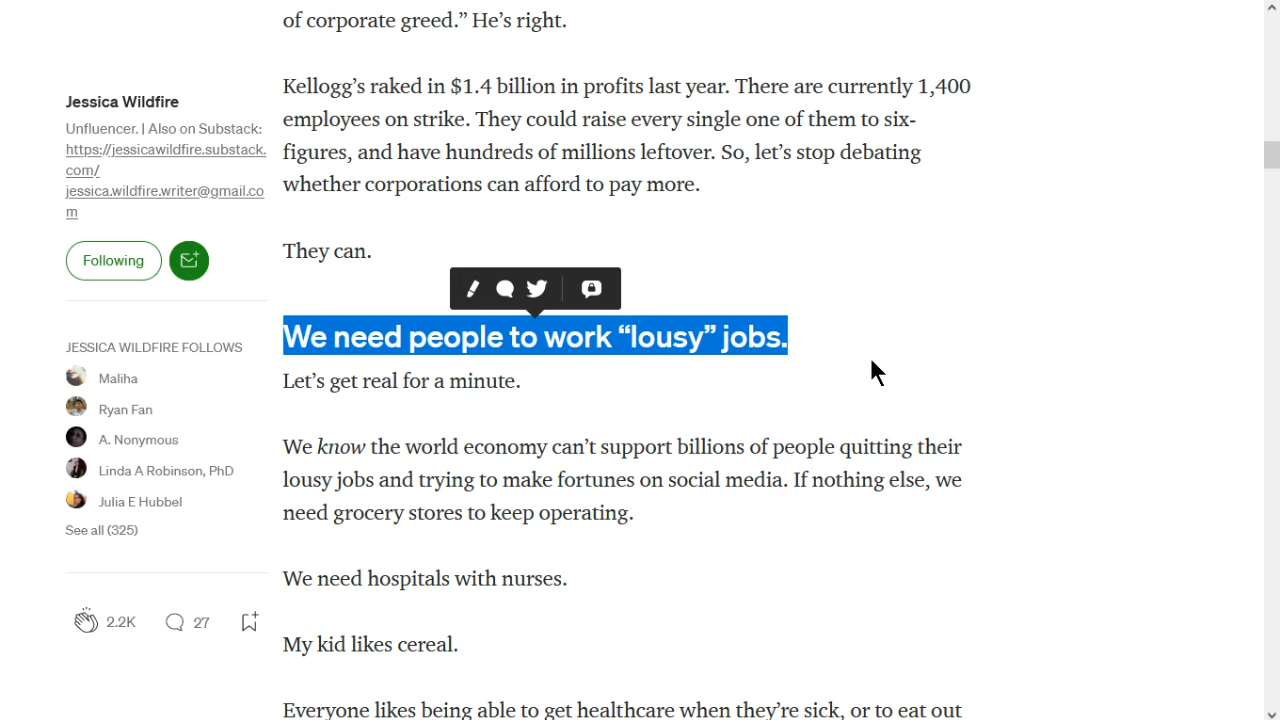 of corporate greed.” He’s right.
Jessica Wildfire
Unfluencer. | Also on Substack:
https://jessicawildfire.substack.
com/
jessica.wildfire.writer@gmail.co
m
Following
JESSICA WILDFIRE FOLLOWS
Maliha
Ryan Fan
A. Nonymous
Linda A Robinson, PhD
Julia E Hubbel
See all (325)
2.2K
27
Kellogg’s raked in $1.4 billion in profits last year. There are currently 1,400
employees on strike. They could raise every single one of them to six-
figures, and have hundreds of millions leftover. So, let’s stop debating
whether corporations can afford to pay more.
They can.
We need people to work “lousy” jobs.
Let’s get real for a minute.
We know the world economy can’t support billions of people quitting their
lousy jobs and trying to make fortunes on social media. If nothing else, we
need grocery stores to keep operating.
We need hospitals with nurses.
My kid likes cereal.
Everyone likes being able to get healthcare when they’re sick, or to eat out